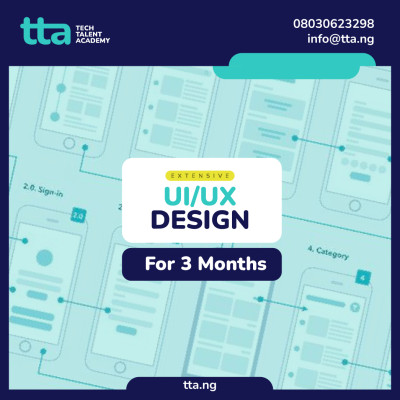 tta
TECH
TALENT
ACADEMY
08030623298
info@tta.ng
EXTENSIVE
UI/UX
DESIGN
For 3 Months
2.0. Sign-in
2.0
4. Category
4
tta.ng